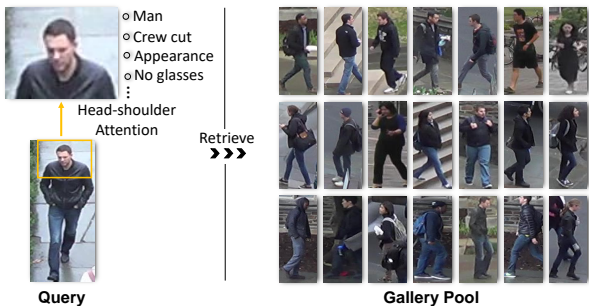 Man
Crew cut
Appearance
No glasses
⋮
Head-shoulder
Attention
Retrieve
Query
Gallery Pool